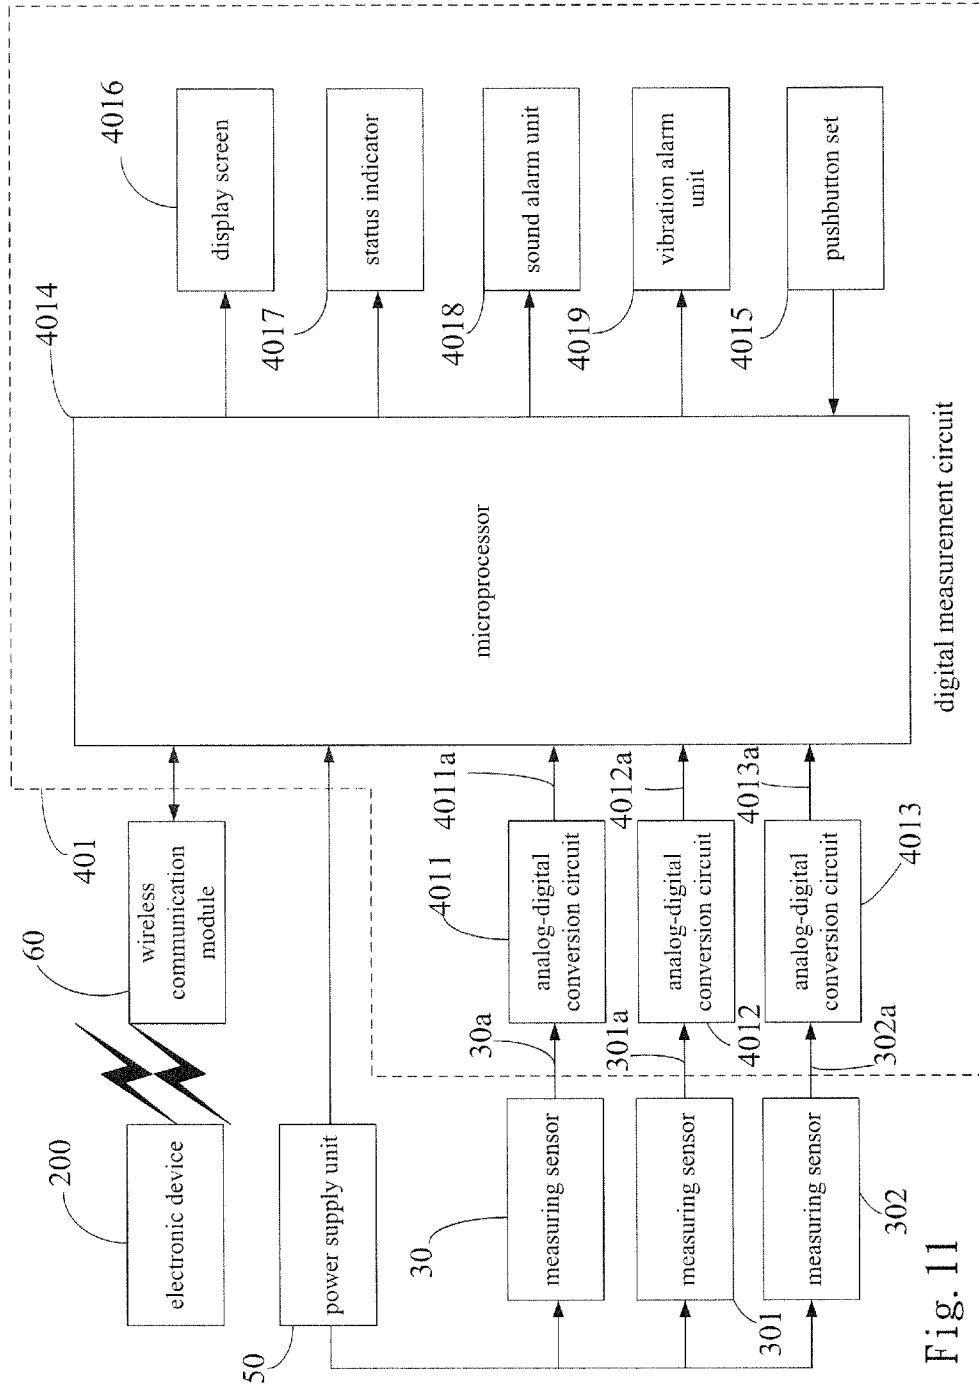 200
electronic device
60
wireless
communication
module
401
4014
4016
display screen
50
power supply unit
4017
status indicator
4018
sound alarm unit
4019
vibration alarm
unit
4015
pushbutton set
microprocessor
30
measuring sensor
30a
4011
analog-digital
conversion circuit
4011a
301
measuring sensor
301a
4012
analog-digital
conversion circuit
4012a
302
measuring sensor
302a
4013
analog-digital
conversion circuit
4013a
digital measurement circuit
Fig. 11